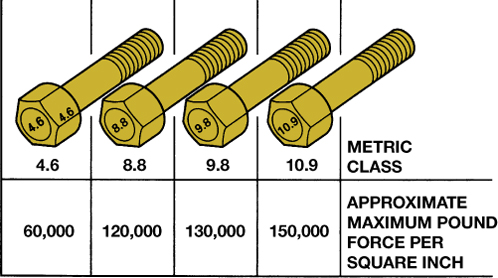 4.6 4.6 8.8 9.8 10.9
4.6 8.8 9.8 10.9 METRIC
CLASS
60,000 120,000 130,000 150,000 APPROXIMATE
MAXIMUM POUND
FORCE PER
SQUARE INCH